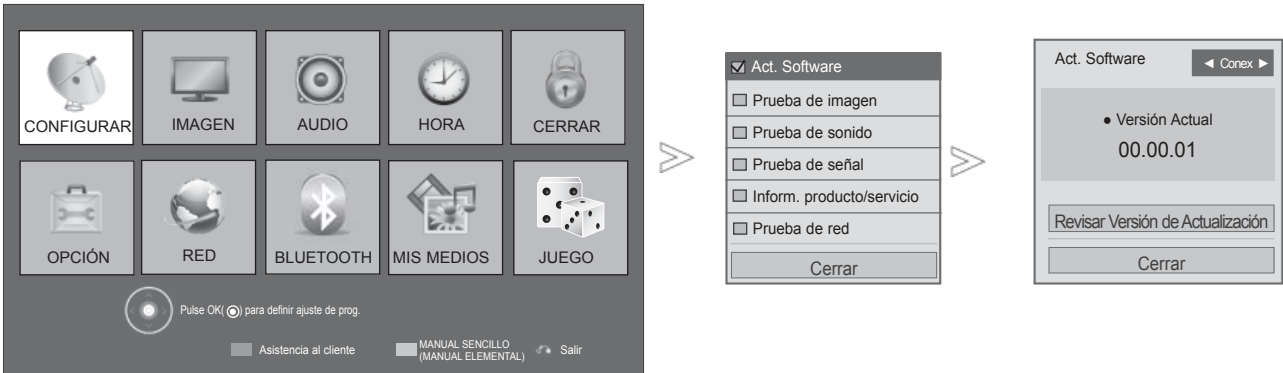 CONFIGURAR
IMAGEN
AUDIO
HORA
CERRAR
OPCIÓN
RED
BLUETOOTH
MIS MEDIOS
JUEGO
Pulse OK( ) para definir ajuste de prog.
Asistencia al cliente
MANUAL SENCILLO
(MANUAL ELEMENTAL)
Salir
Act. Software
Prueba de imagen
Prueba de sonido
Prueba de señal
Inform. producto/servicio
Prueba de red
Cerrar
Act. Software
◄ Conex ►
● Versión Actual
00.00.01
Revisar Versión de Actualización
Cerrar